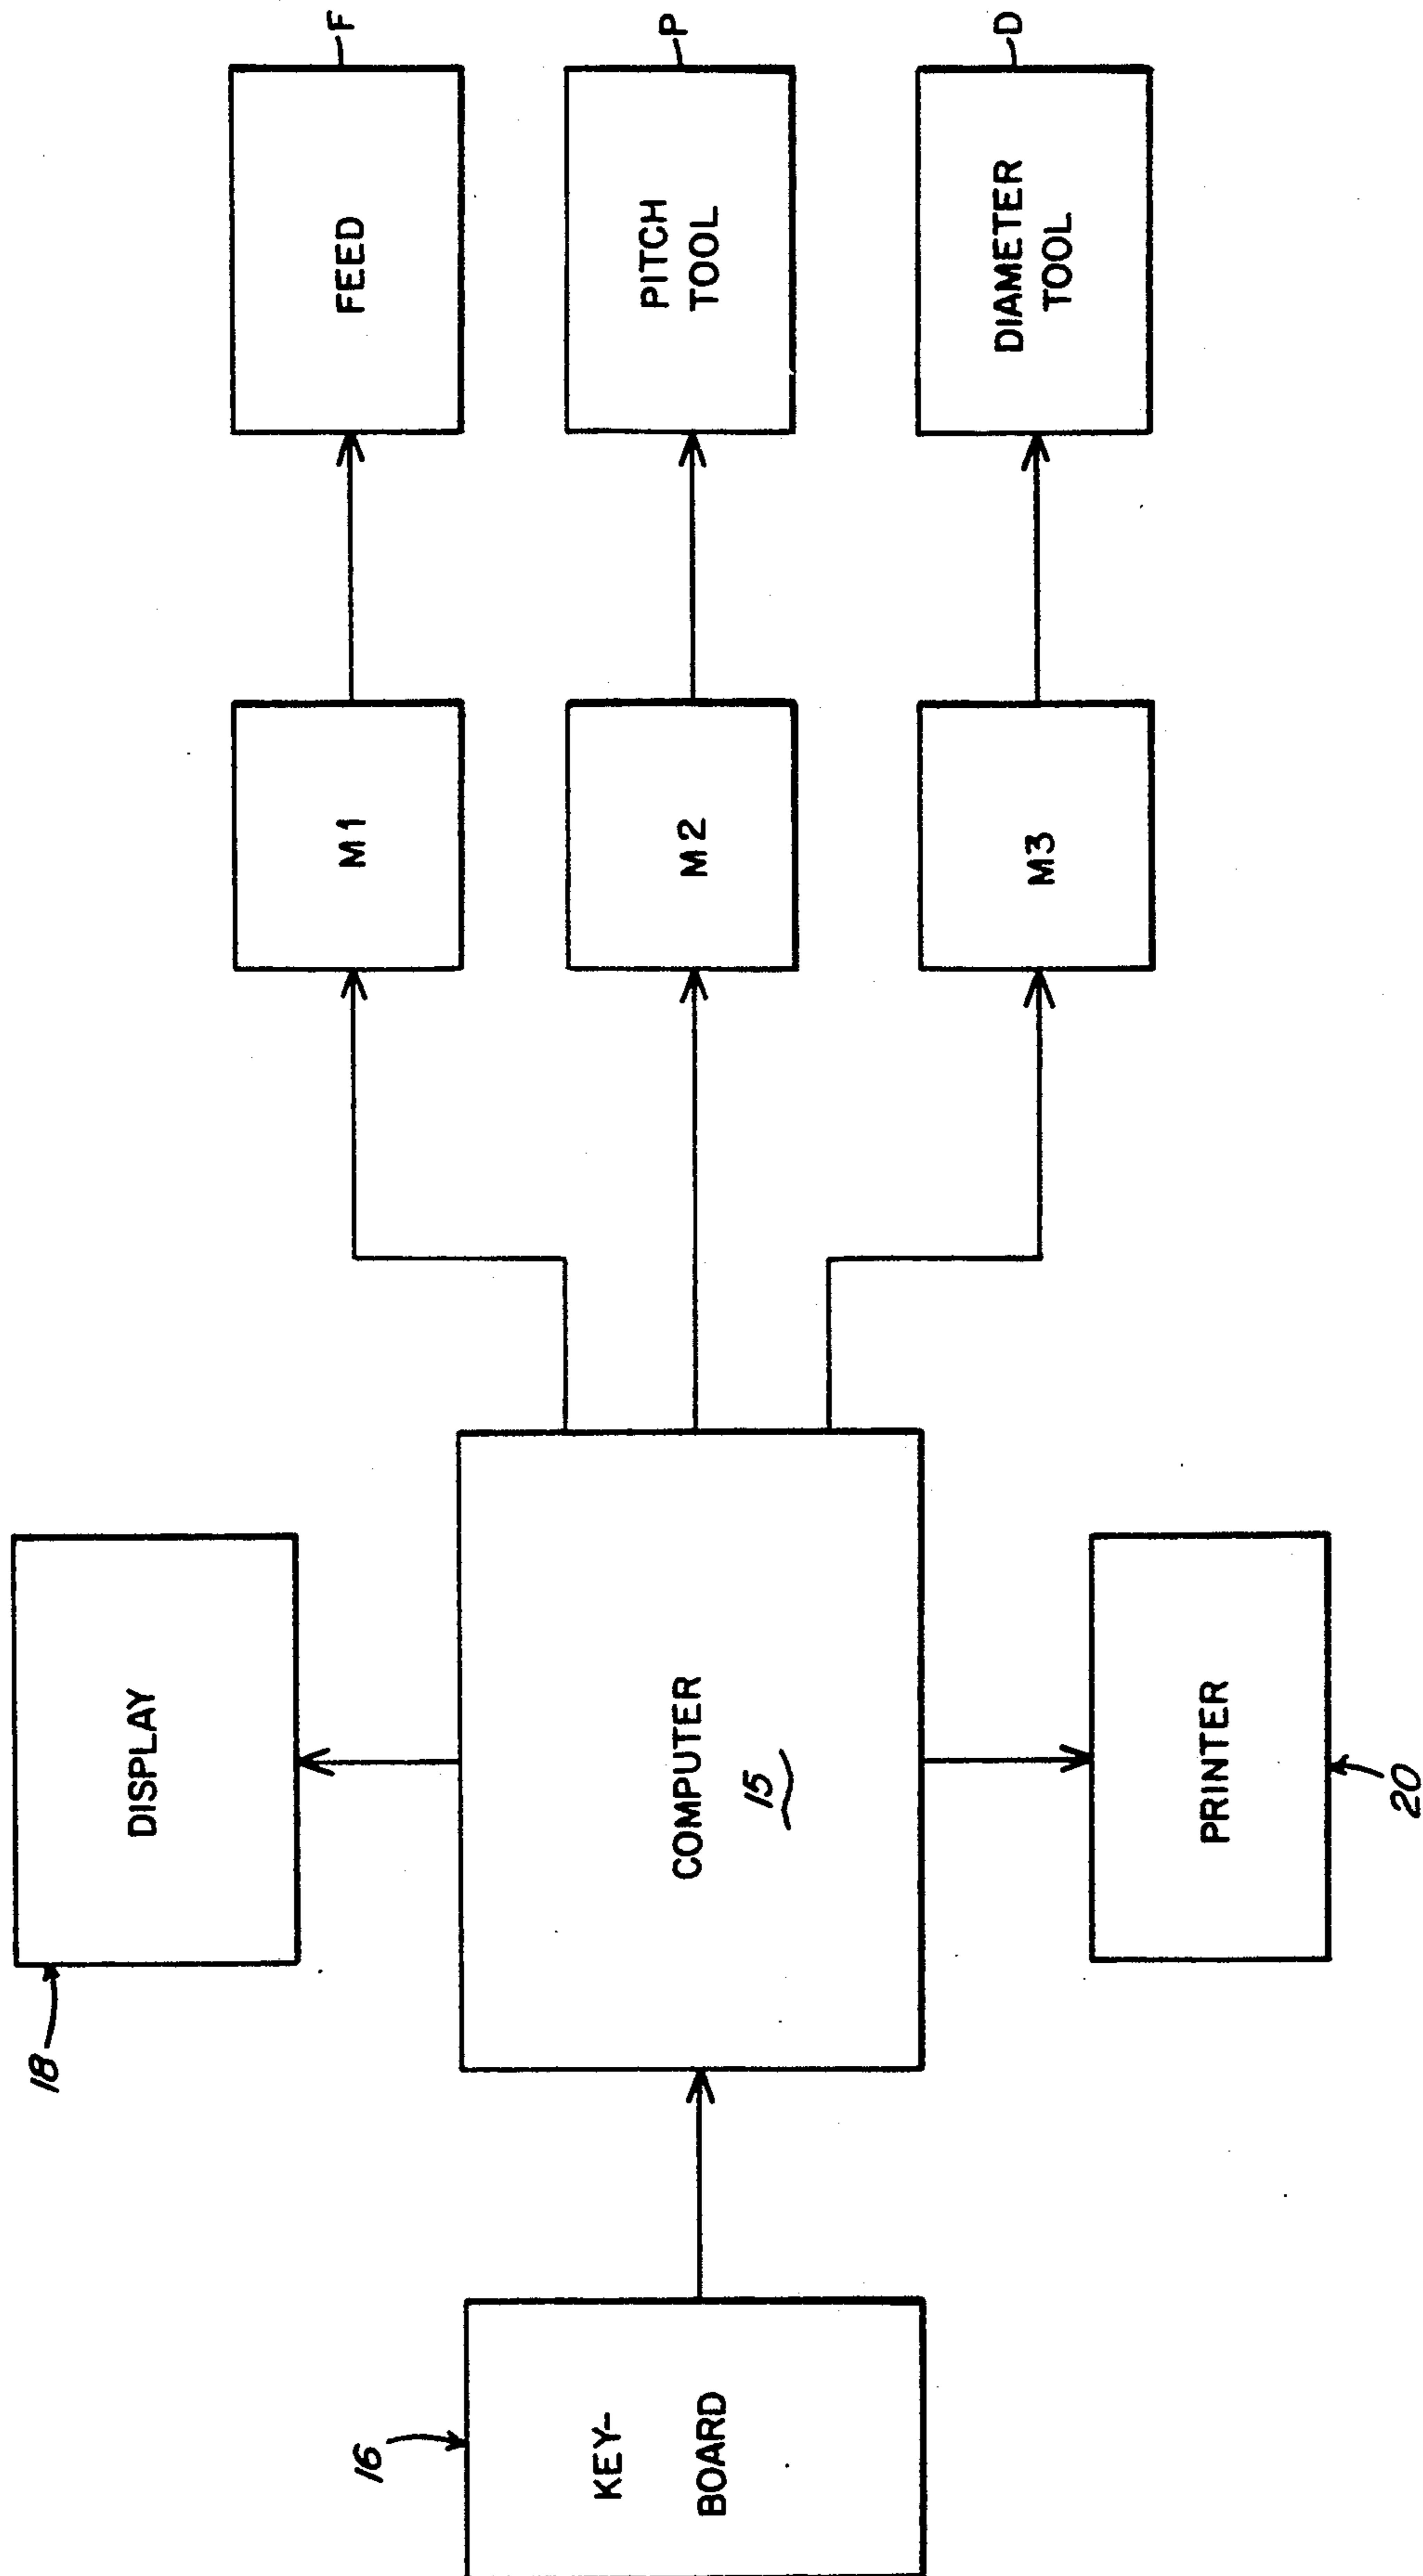 18
DISPLAY
16
KEY-
BOARD
COMPUTER
15
PRINTER
20
M1
FEED
F
M2
PITCH
TOOL
P
M3
DIAMETER
TOOL
D